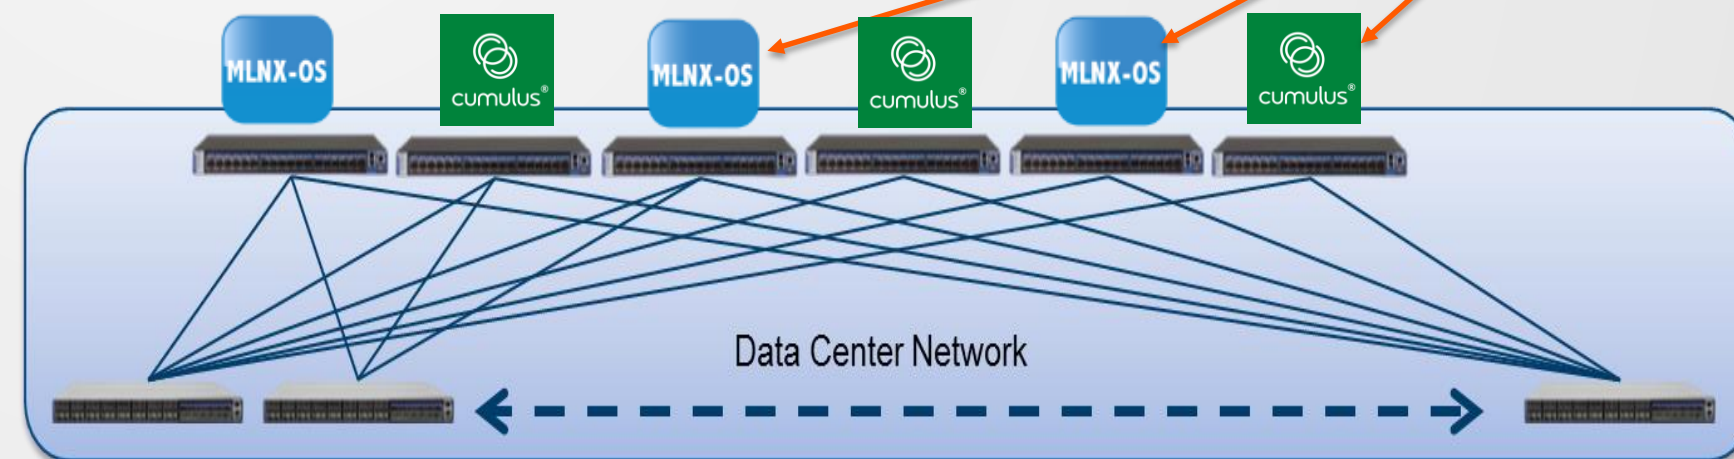 MLNX-OS
cumulus®
MLNX-OS
cumulus®
MLNX-OS
cumulus®
Data Center Network